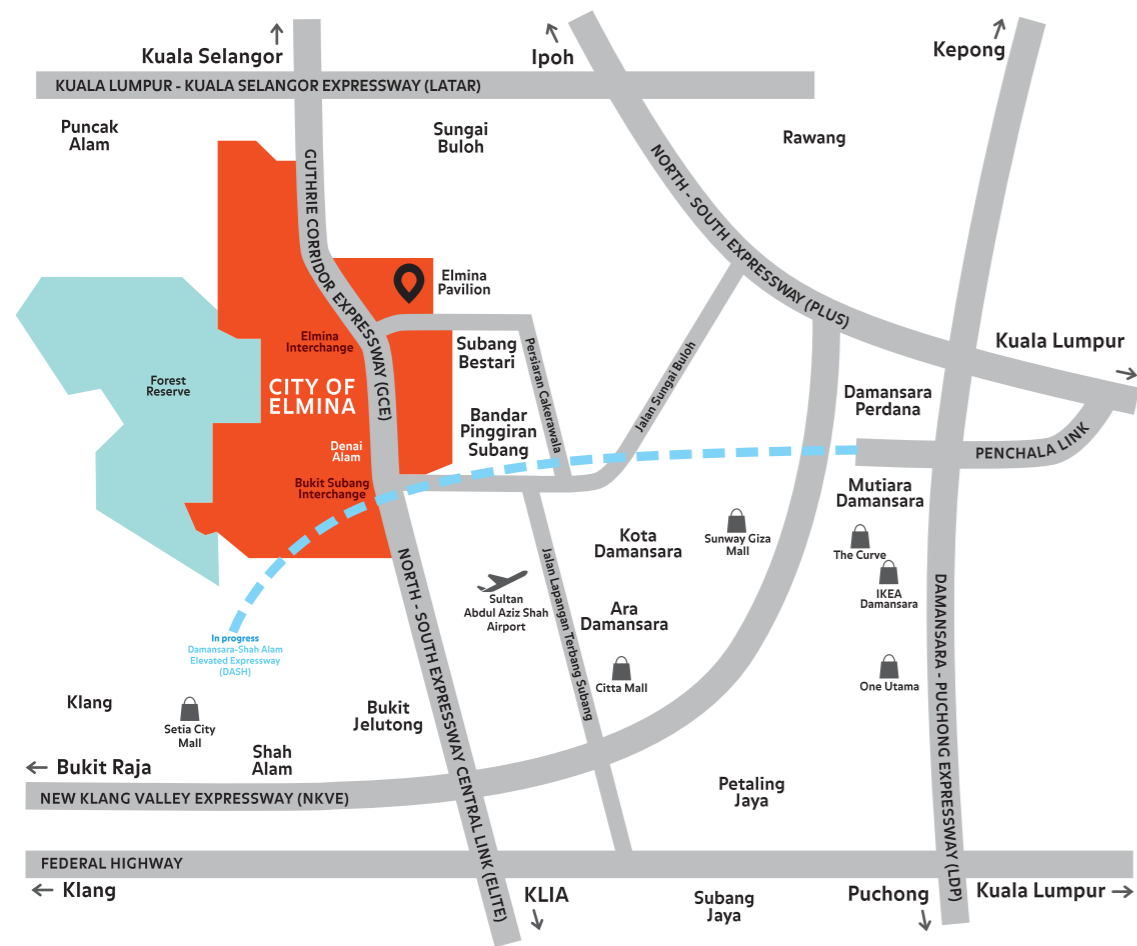 Kuala Selangor
Ipoh
Kepong
KUALA LUMPUR - KUALA SELANGOR EXPRESSWAY (LATAR)
Puncak
Alam
Sungai
Buloh
Rawang
GUTHRIE CORRIDOR EXPRESSWAY (GCE)
NORTH - SOUTH EXPRESSWAY (PLUS)
Elmina
Pavilion
Elmina
Interchange
Subang
Bestari
Persiaran Cakerawala
Jalan Sungai Buloh
Kuala Lumpur
Forest
Reserve
CITY OF
ELMINA
Damansara
Perdana
Bandar
Pinggiran
Subang
Denai
Alam
PENCHALA LINK
Bukit Subang
Interchange
Mutiara
Damansara
Kota
Damansara
Sunway Giza
Mall
The Curve
IKEA
Damansara
NORTH - SOUTH EXPRESSWAY CENTRAL LINK (ELITE)
Jalan Lapangan Terbang Subang
DAMANSARA - PUCHONG EXPRESSWAY (LDP)
Sultan
Abdul Aziz Shah
Airport
Ara
Damansara
In progress
Damansara-Shah Alam
Elevated Expressway
(DASH)
Citta Mall
One Utama
Klang
Setia City
Mall
Bukit
Jelutong
Shah
Alam
Bukit Raja
NEW KLANG VALLEY EXPRESSWAY (NKVE)
Petaling
Jaya
FEDERAL HIGHWAY
Klang
KLIA
Subang
Jaya
Puchong
Kuala Lumpur